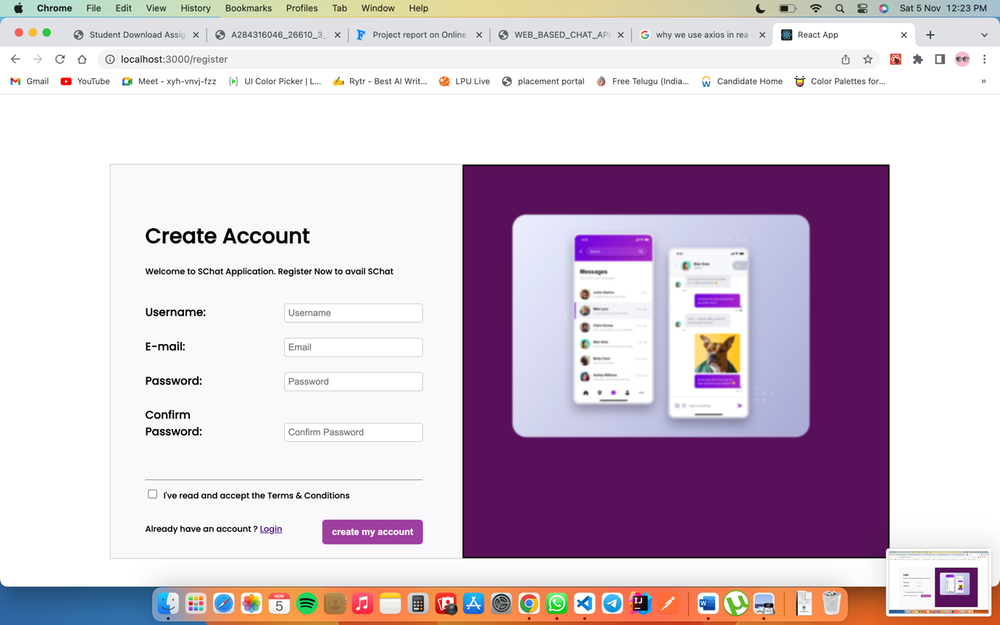 Chrome File Edit View History Bookmarks Profiles Tab Window Help Sat 5 Nov 12:23 PM
Student Download Assig A284316046_26610_3_ Project report on Online WEB_BASED_CHAT_APP why we use axios in rea React App
localhost:3000/register
Gmail YouTube Meet - xyh-vnvj-fzz UI Color Picker | L... Rytr - Best AI Writ... LPU Live placement portal Free Telugu (India... Candidate Home Color Palettes for... »
Create Account
Welcome to SChat Application. Register Now to avail SChat
Username: Username
E-mail: Email
Password: Password
Confirm
Password: Confirm Password
I've read and accept the Terms & Conditions
Already have an account ? Login create my account
Messages
NOV
5
IJ
W
Login